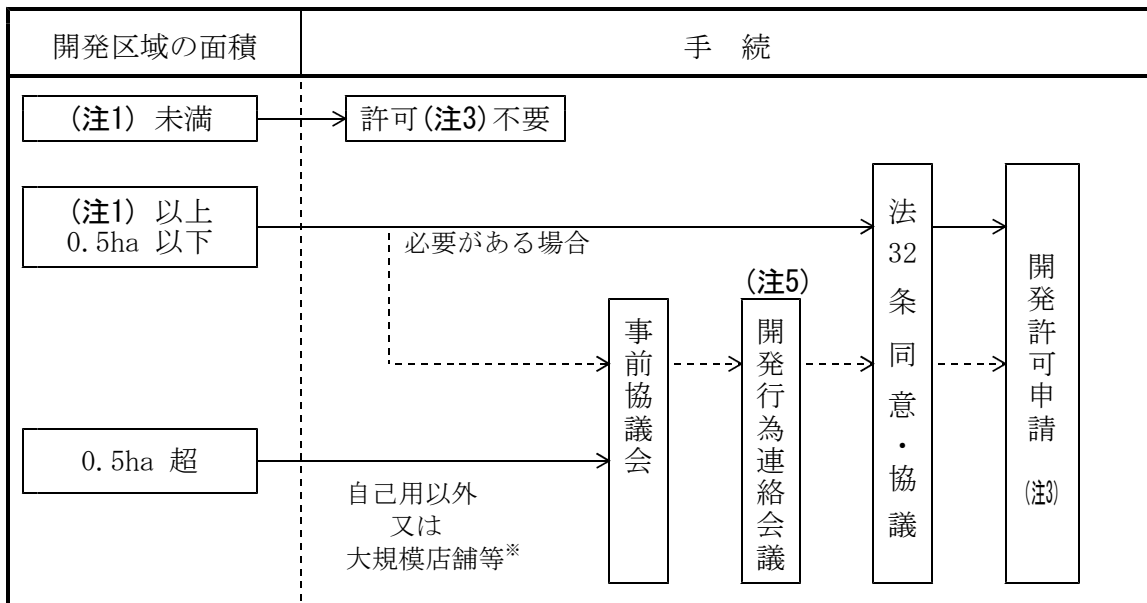 開発区域の面積
手 続
(注1) 未満
許可(注3)不要
(注1) 以上
0.5ha 以下
必要がある場合
0.5ha 超
自己用以外
又は
大規模店舗等※
事前協議会
(注5)
開発行為連絡会議
法32条同意・協議
開発許可申請(注3)